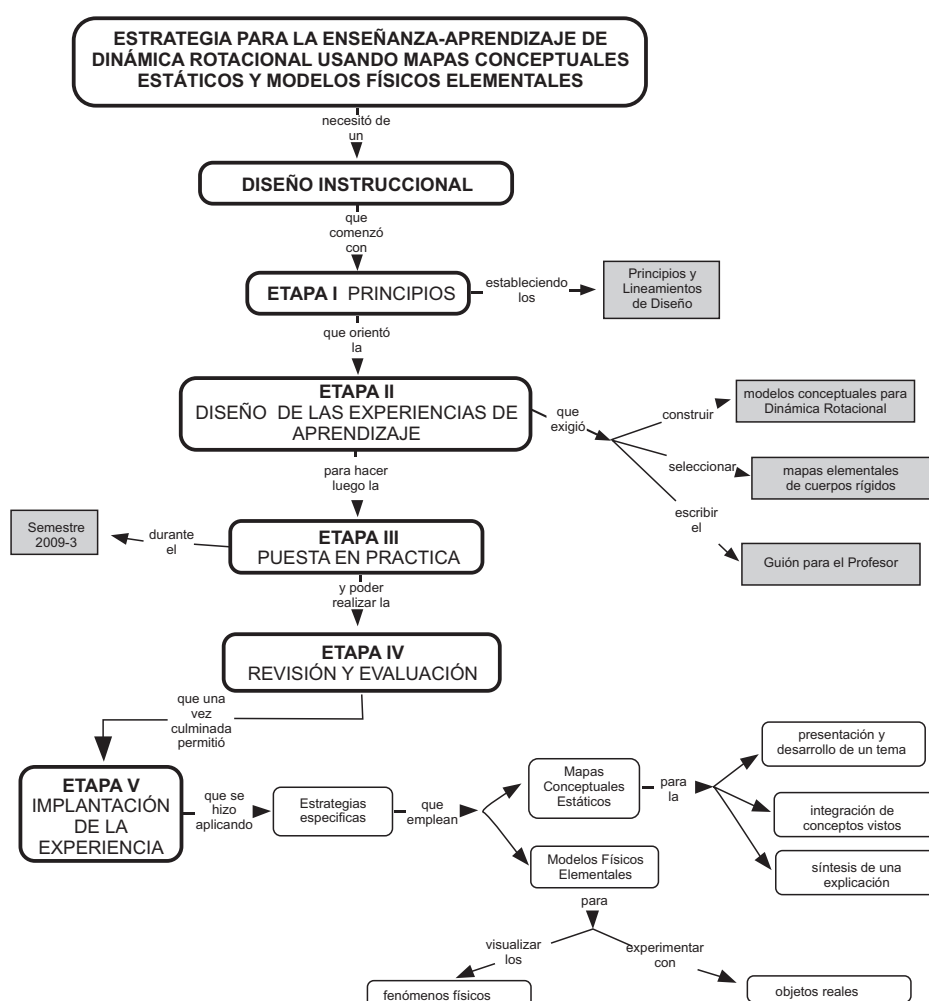 ESTRATEGIA PARA LA ENSEÑANZA-APRENDIZAJE DE
DINÁMICA ROTACIONAL USANDO MAPAS CONCEPTUALES
ESTÁTICOS Y MODELOS FÍSICOS ELEMENTALES
necesitó de
un
DISEÑO INSTRUCCIONAL
que
comenzó
con
ETAPA I PRINCIPIOS
estableciendo
los
Principios y
Lineamientos
de Diseño
que orientó
la
ETAPA II
DISEÑO DE LAS EXPERIENCIAS DE
APRENDIZAJE
que
exigió
construir
modelos conceptuales para
Dinámica Rotacional
seleccionar
mapas elementales
de cuerpos rígidos
escribir
el
Guión para el Profesor
para hacer
luego la
ETAPA III
PUESTA EN PRACTICA
durante
el
Semestre
2009-3
y poder
realizar la
ETAPA IV
REVISIÓN Y EVALUACIÓN
que una
vez
culminada
permitió
ETAPA V
IMPLANTACIÓN
DE LA
EXPERIENCIA
que se
hizo
aplicando
Estrategias
especificas
que
emplean
Mapas
Conceptuales
Estáticos
para
la
presentación y
desarrollo de un tema
integración de
conceptos vistos
síntesis de una
explicación
Modelos Físicos
Elementales
para
visualizar
los
fenómenos físicos
experimentar
con
objetos reales